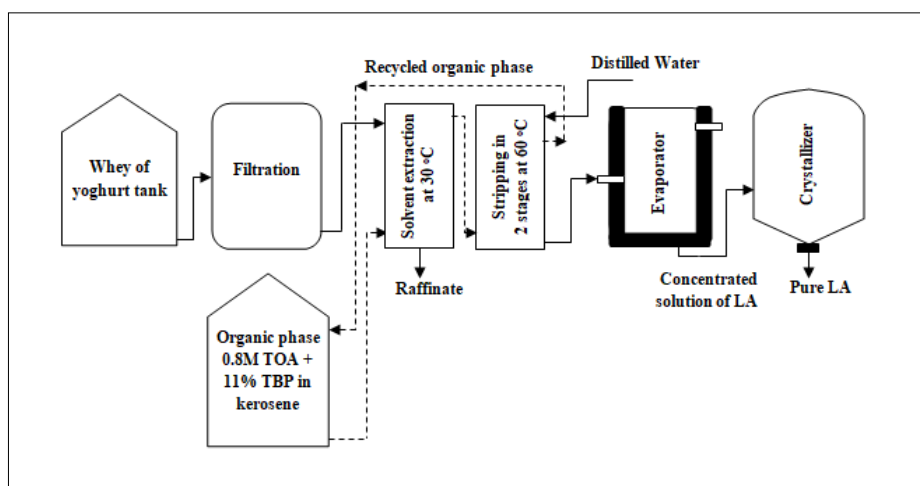 Recycled organic phase
Distilled Water
Whey of
yoghurt tank
Filtration
Solvent extraction
at 30 °C
Stripping in
2 stages at 60 °C
Evaporator
Crystallizer
Raffinate
Concentrated
solution of LA
Pure LA
Organic phase
0.8M TOA +
11% TBP in
kerosene